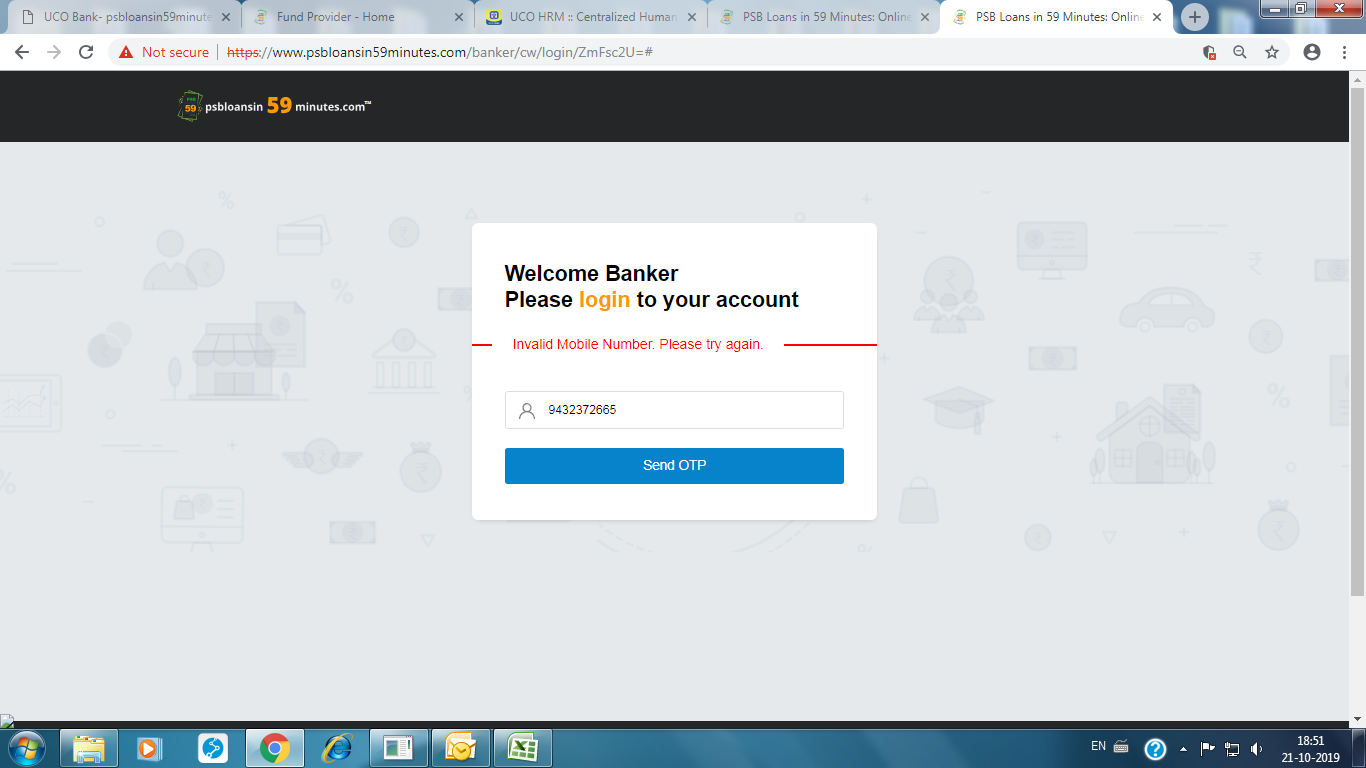 UCO Bank- psbloansin59minute
Fund Provider - Home
UCO HRM :: Centralized Human
PSB Loans in 59 Minutes: Online
PSB Loans in 59 Minutes: Online
Not secure
https://www.psbloansin59minutes.com/banker/cw/login/ZmFsc2U=#
psbloansin 59 minutes.com™
Welcome Banker
Please login to your account
Invalid Mobile Number. Please try again.
9432372665
Send OTP
EN
18:51
21-10-2019